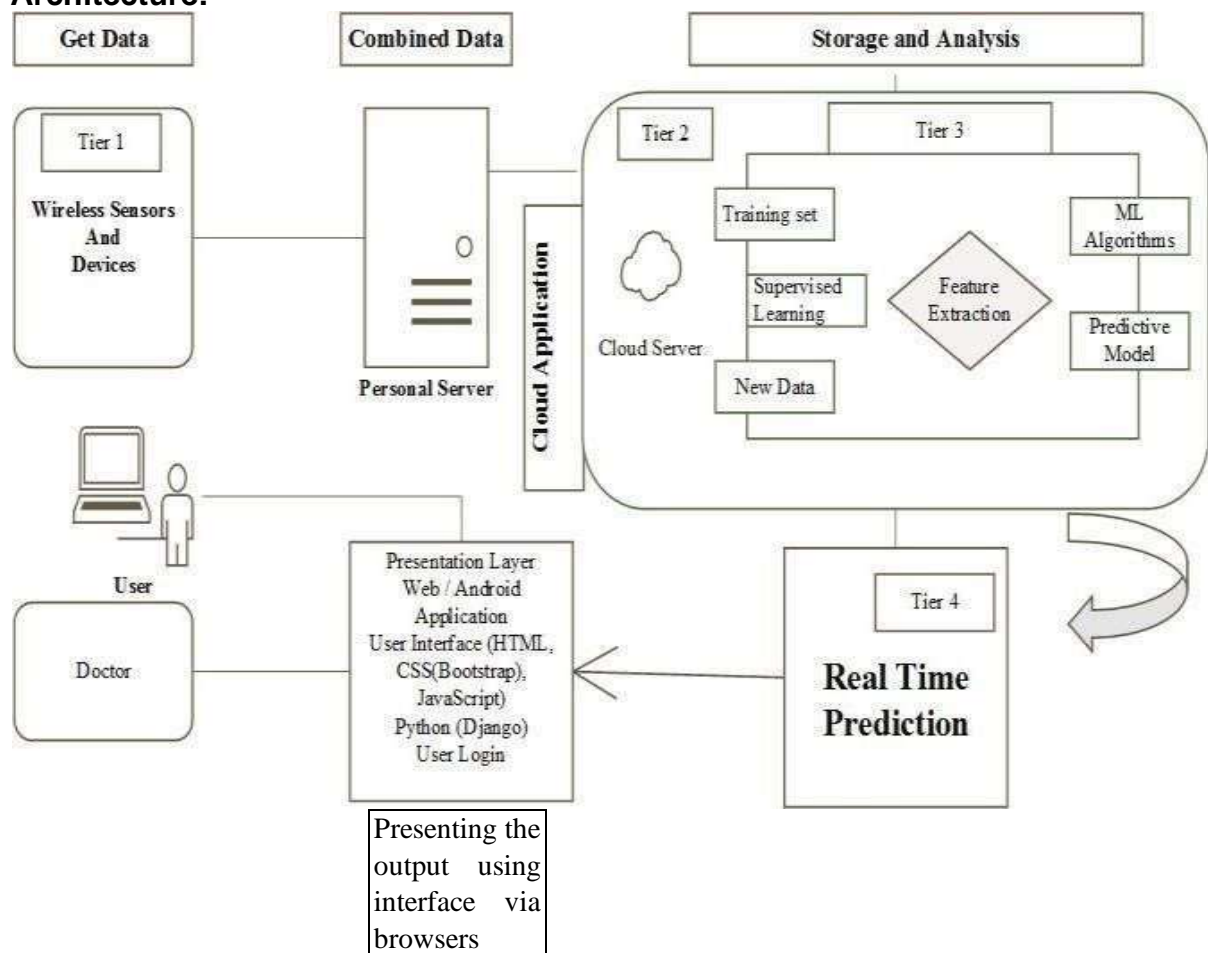 Architecture:
Get Data
Combined Data
Storage and Analysis
Tier 1
Wireless Sensors
And
Devices
Personal Server
Cloud Application
Tier 2
Cloud Server
Tier 3
Training set
Supervised
Learning
New Data
Feature
Extraction
ML
Algorithms
Predictive
Model
User
Doctor
Presentation Layer
Web / Android
Application
User Interface (HTML,
CSS(Bootstrap),
JavaScript)
Python (Django)
User Login
Tier 4
Real Time
Prediction
Presenting the
output using
interface via
browsers